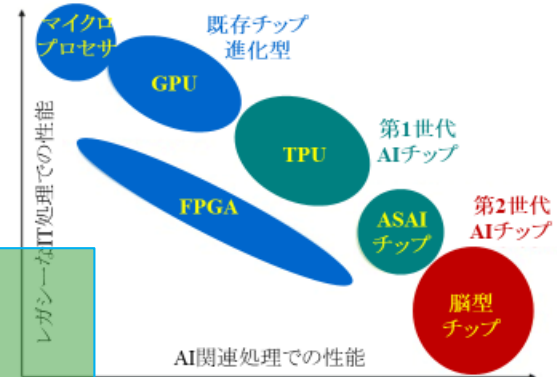 マイクロ
プロセサ
既存チップ
進化型
GPU
TPU
第1世代
AIチップ
FPGA
ASAI
チップ
第2世代
AIチップ
脳型
チップ
レガシーなIT処理での性能
AI関連処理での性能